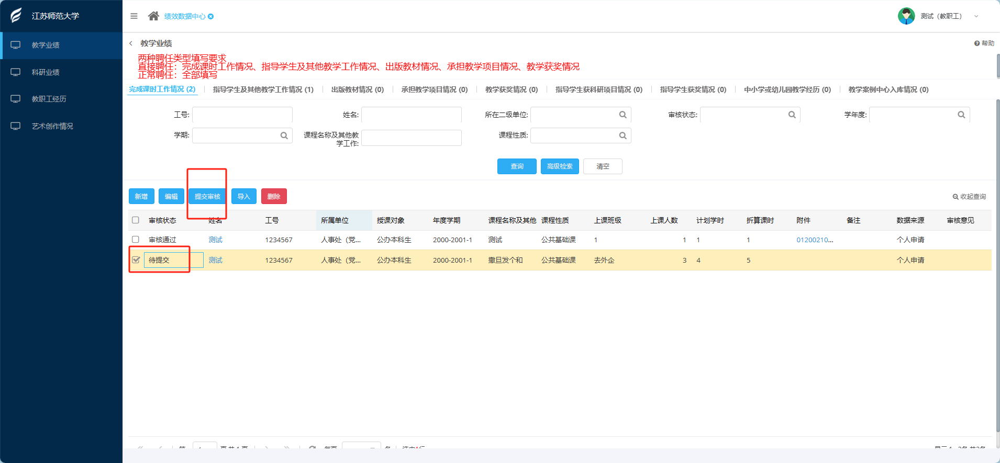 江苏师范大学
绩效数据中心
测试（教职工）
教学业绩
科研业绩
教职工经历
艺术创作情况
教学业绩
帮助
两种聘任类型填写要求
直接聘任：完成课时工作情况、指导学生及其他教学工作情况、出版教材情况、承担教学项目情况、教学获奖情况
正常聘任：全部填写
完成课时工作情况 (2) 指导学生及其他教学工作情况 (1) 出版教材情况 (0) 承担教学项目情况 (0) 教学获奖情况 (0) 指导学生获科研项目情况 (0) 指导学生获奖情况 (0) 中小学或幼儿园教学经历 (0) 教学案例中心入库情况 (0)
工号: 姓名: 所在二级单位: 审核状态: 学年度:
学期: 课程名称及其他教 课程性质:
学工作:
查询 高级检索 清空
新增 编辑 提交审核 导入 删除 收起查询
审核状态 姓名 工号 所属单位 授课对象 年度学期 课程名称及其他 课程性质 上课班级 上课人数 计划学时 折算课时 附件 备注 数据来源 审核意见
审核通过 测试 1234567 人事处（党... 公办本科生 2000-2001-1 测试 公共基础课 1 1 1 1 01200210... 个人申请
待提交 测试 1234567 人事处（党... 公办本科生 2000-2001-1 撒旦发个和 公共基础课 去外企 3 4 5 个人申请